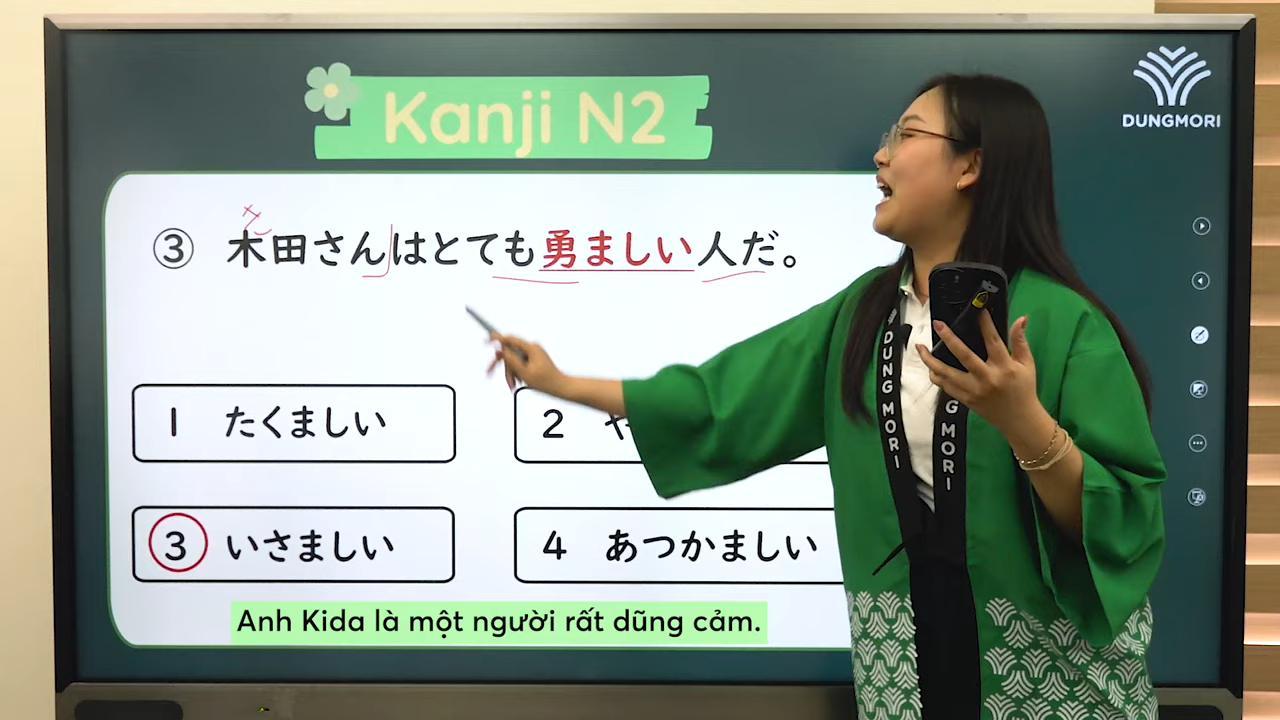 Kanji N2
DUNGMORI
③ 木田さんはとても勇ましい人だ。
き
1 たくましい
2 や
3 いさましい
4 あつかましい
Anh Kida là một người rất dũng cảm.
DUNG MORI
G MORI